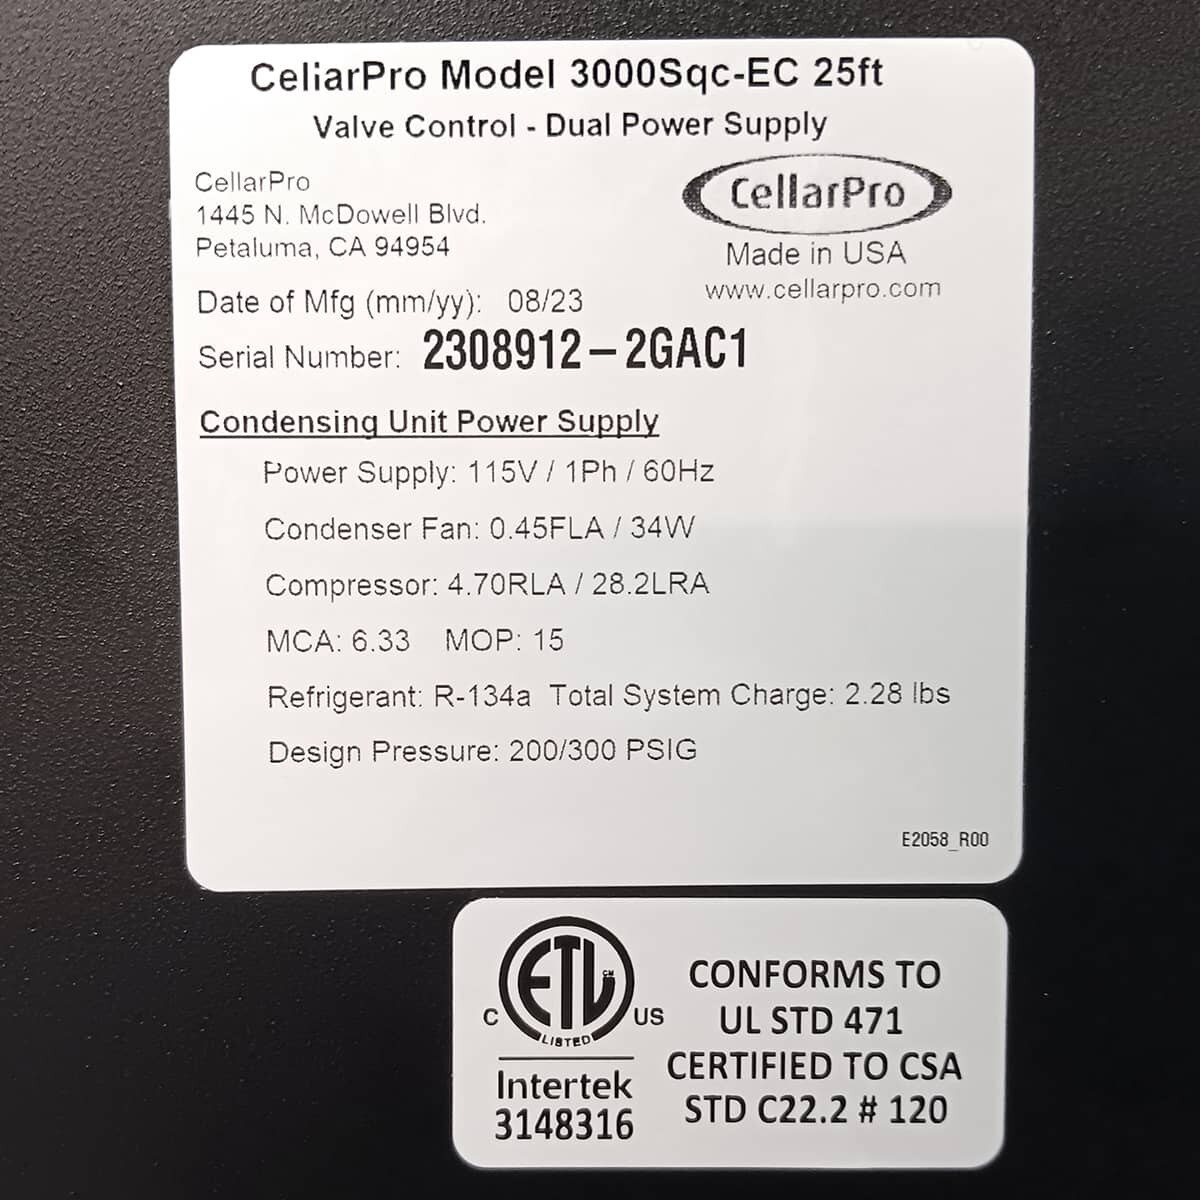 CellarPro Model 3000Sqc-EC 25ft
Valve Control - Dual Power Supply
CellarPro
1445 N. McDowell Blvd.
Petaluma, CA 94954
CellarPro
Made in USA
www.cellarpro.com
Date of Mfg (mm/yy): 08/23
Serial Number: 2308912-2GAC1
Condensing Unit Power Supply
Power Supply: 115V / 1Ph / 60Hz
Condenser Fan: 0.45FLA / 34W
Compressor: 4.70RLA / 28.2LRA
MCA: 6.33 MOP: 15
Refrigerant: R-134a Total System Charge: 2.28 lbs
Design Pressure: 200/300 PSIG
E2058_R00
C ETL CM US
LISTED
Intertek
3148316
CONFORMS TO
UL STD 471
CERTIFIED TO CSA
STD C22.2 # 120